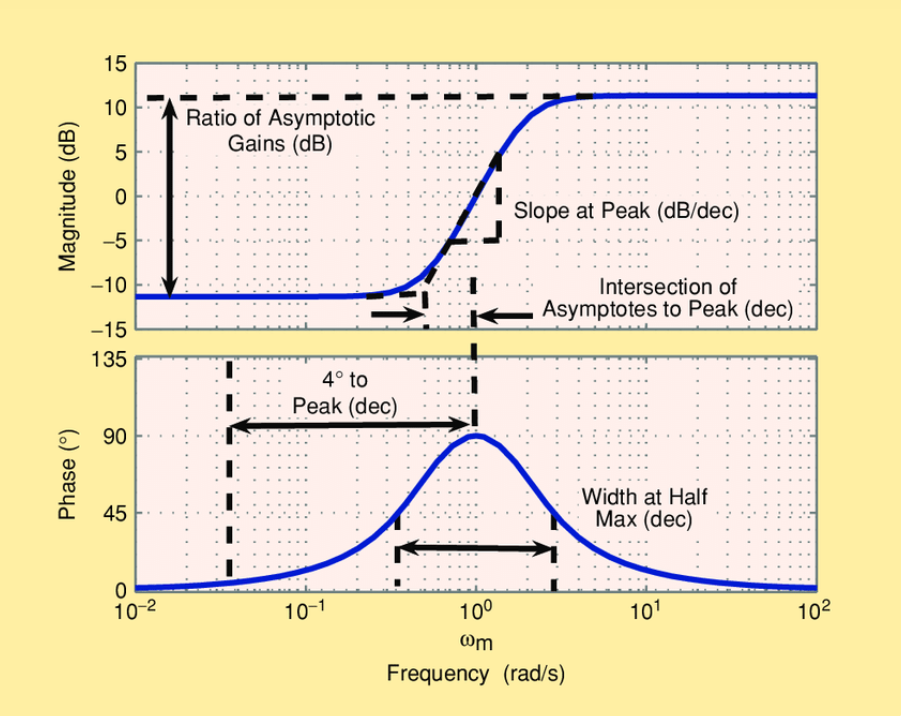 15
10
5
0
−5
−10
−15
Magnitude (dB)
Ratio of Asymptotic
Gains (dB)
Slope at Peak (dB/dec)
Intersection of
Asymptotes to Peak (dec)
135
90
45
0
Phase (°)
4° to
Peak (dec)
Width at Half
Max (dec)
10⁻² 10⁻¹ 10⁰ 10¹ 10²
ωm
Frequency (rad/s)